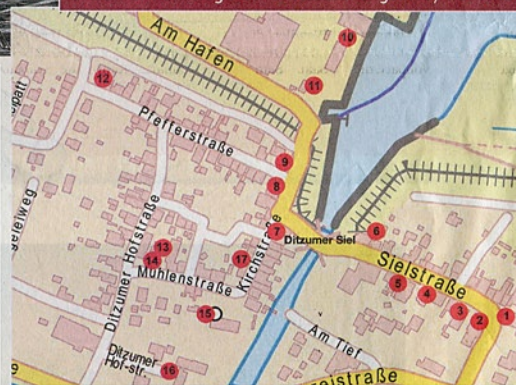 Am Hafen
10
11
12
Pfefferstraße
9
8
7
Ditzumer Siel
6
Kirchstraße
Ditzumer Hofstraße
13
14
17
Mühlenstraße
Sielstraße
5
4
3
2
1
15
Am Tief
Ditzumer
Hof-str.
16